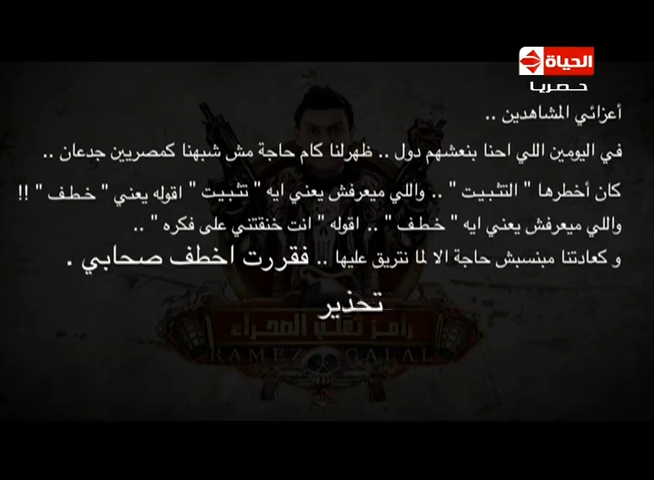 الحياة
حصريا
أعزائي المشاهدين ..
في اليومين اللي احنا بنعشهم دول .. ظهرلنا كام حاجة مش شبهنا كمصريين جدعان ..
كان أخطرها " التثبيت " .. واللي ميعرفش يعني ايه " تثبيت " اقوله يعني " خطف " !!
واللي ميعرفش يعني ايه " خطف " .. اقوله " انت خنقتني على فكره " ..
و كعادتنا مبنسبش حاجة الا لما نتريق عليها .. فقررت اخطف صحابي .
تحذير
رامز ثعلب الصحراء
RAMEZ GALAL